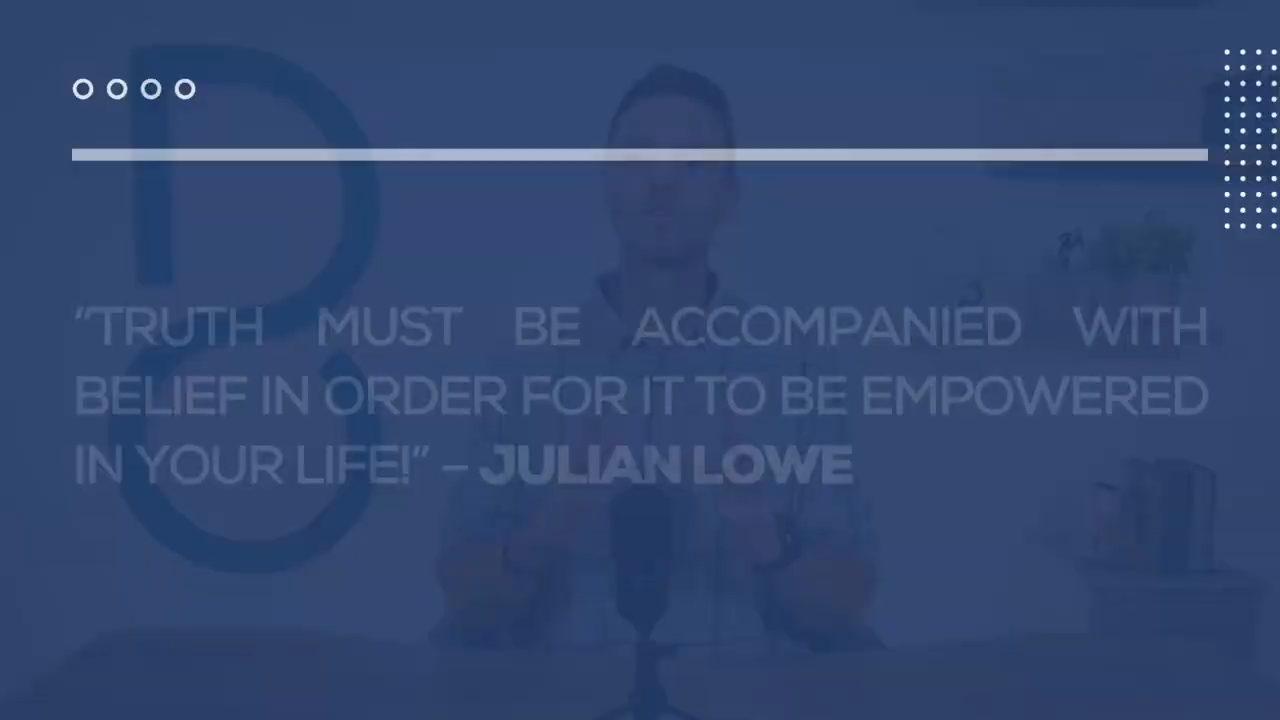 “TRUTH MUST BE ACCOMPANIED WITH
BELIEF IN ORDER FOR IT TO BE EMPOWERED
IN YOUR LIFE!” – JULIAN LOWE